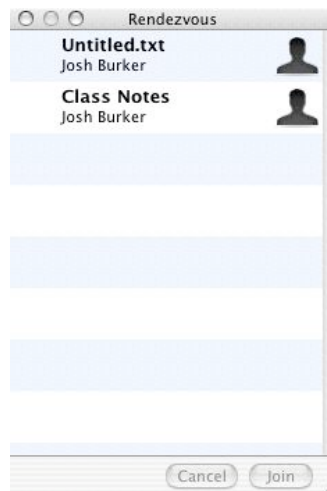 Rendezvous
Untitled.txt
Josh Burker
Class Notes
Josh Burker
Cancel Join